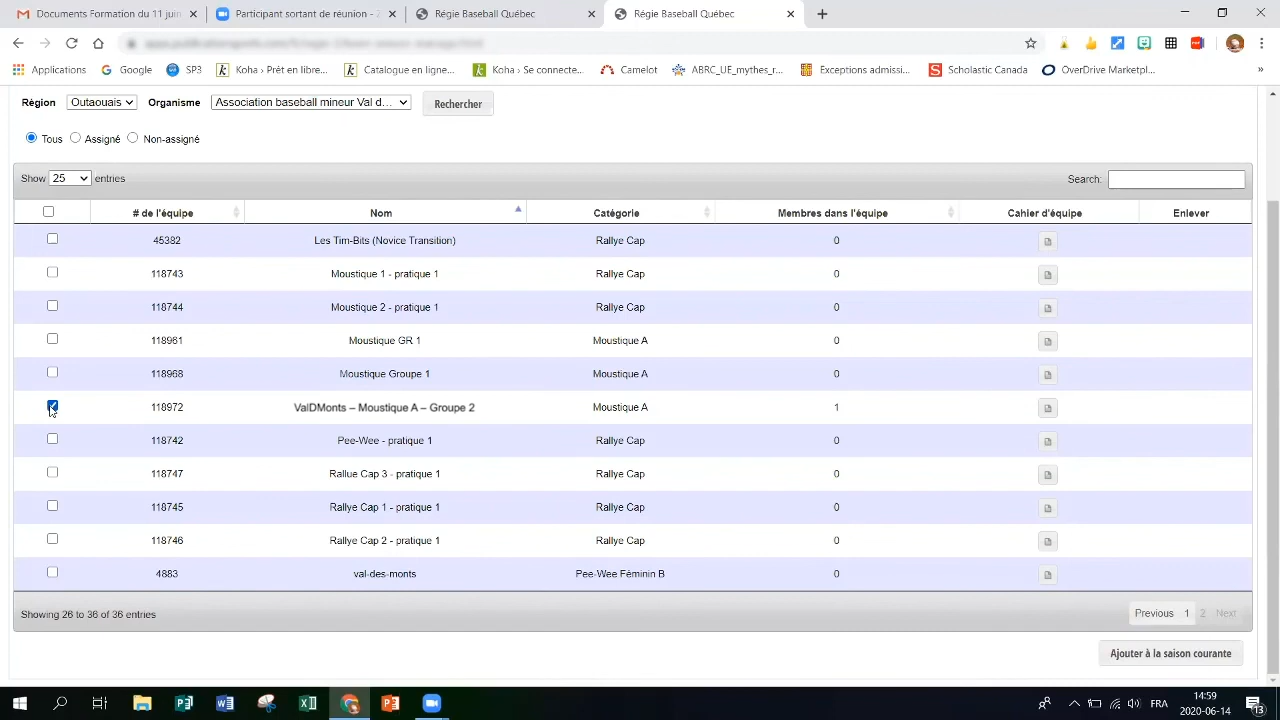 Documents Formation du 11 juin
Participant sortant de réunion - Z
Régie Baseball Québec
Régie Baseball Québec
Applications
Google
SP3
Koha › Prêt en libre...
Catalogue en ligne...
Koha › Se connecte...
Camelot
ABRC_UE_mythes_r...
Exceptions admissi...
Scholastic Canada
OverDrive Marketpl...
Région Outaouais Organisme Association baseball mineur Val d... Rechercher
Tous Assigné Non-assigné
Show 25 entries Search:
# de l'équipe Nom Catégorie Membres dans l'équipe Cahier d'équipe Enlever
45382 Les Tim-Bits (Novice Transition) Rallye Cap 0
118743 Moustique 1 - pratique 1 Rallye Cap 0
118744 Moustique 2 - pratique 1 Rallye Cap 0
118961 Moustique GR 1 Moustique A 0
118968 Moustique Groupe 1 Moustique A 0
118972 ValDMonts – Moustique A – Groupe 2 Moustique A 1
118742 Pee-Wee - pratique 1 Rallye Cap 0
118747 Rallue Cap 3 - pratique 1 Rallye Cap 0
118745 Rallye Cap 1 - pratique 1 Rallye Cap 0
118746 Rallye Cap 2 - pratique 1 Rallye Cap 0
4883 val-des-monts Pee-Wee Féminin B 0
Showing 26 to 36 of 36 entries Previous 1 2 Next
Ajouter à la saison courante
FRA
14:59
2020-06-14
13